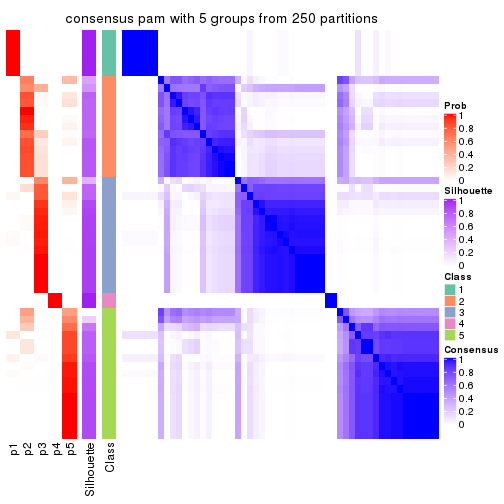 consensus pam with 5 groups from 250 partitions
Prob
1
0.8
0.6
0.4
0.2
0
Silhouette
1
0.8
0.6
0.4
0.2
0
Class
1
2
3
4
5
Consensus
1
0.8
0.6
0.4
0.2
0
p1
p2
p3
p4
p5
Silhouette
Class